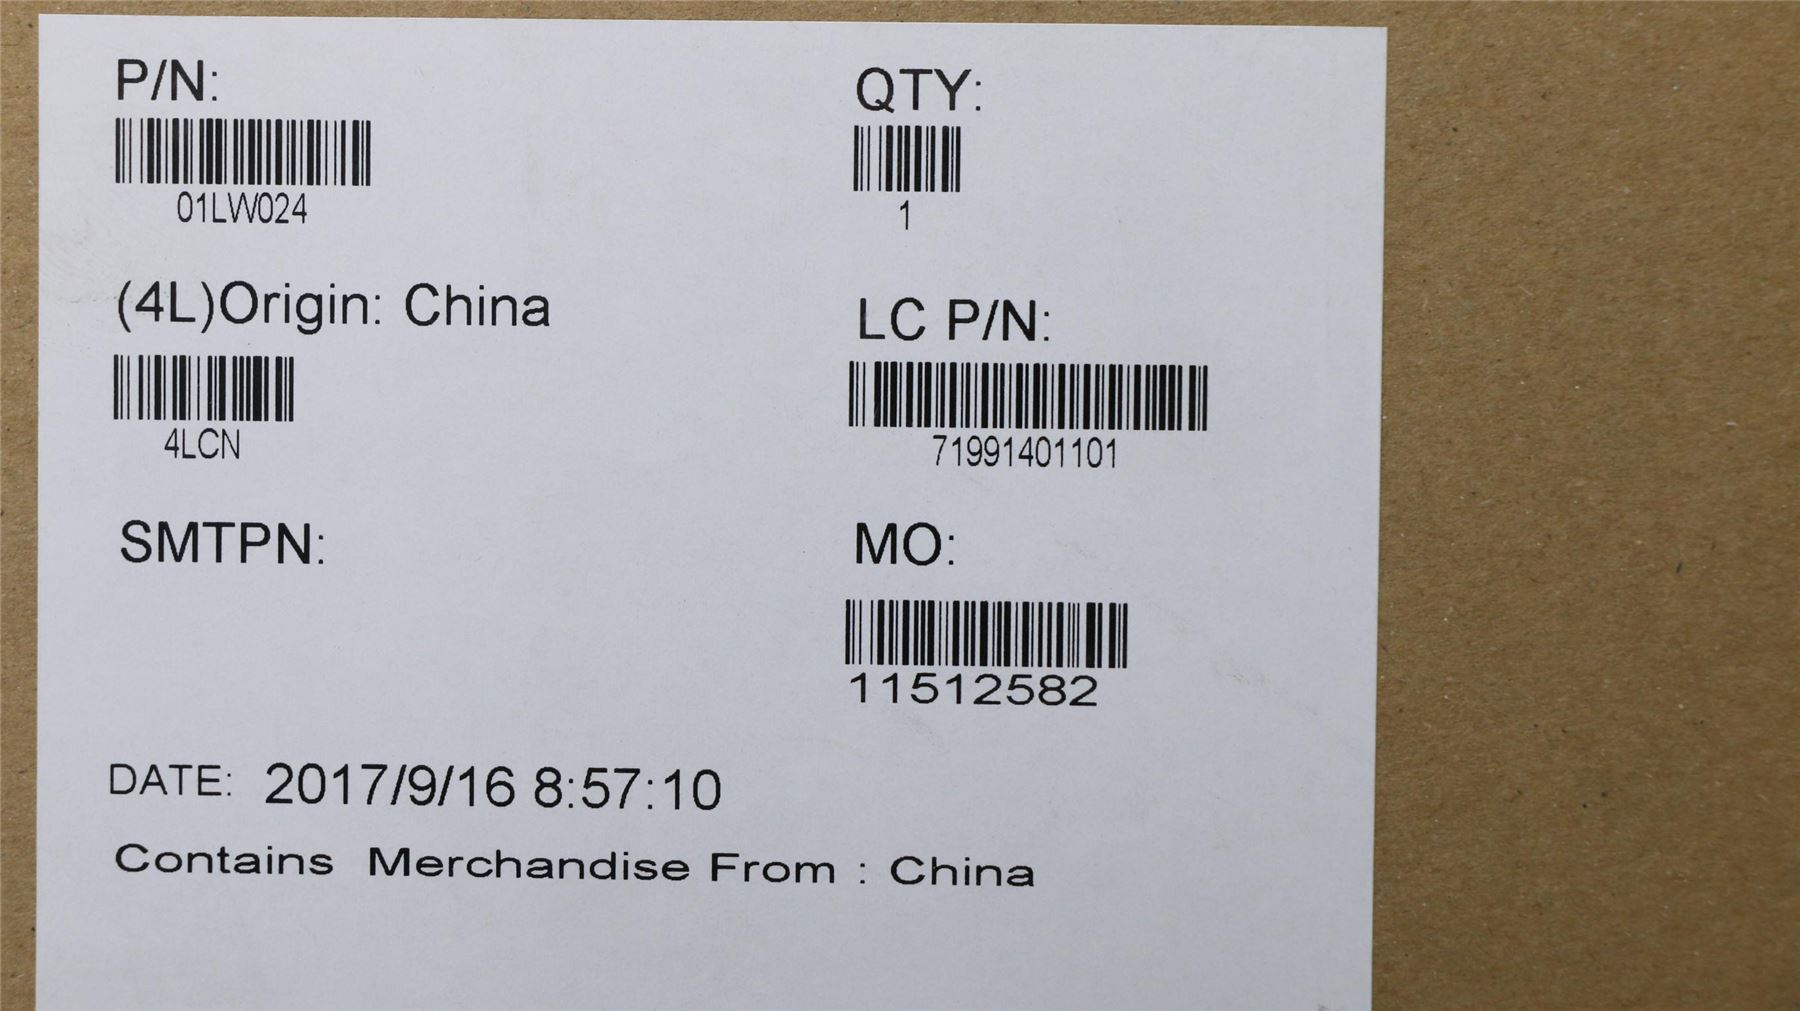 P/N:
01LW024
QTY:
1
(4L)Origin: China
4LCN
LC P/N:
71991401101
SMTPN:
MO:
11512582
DATE: 2017/9/16 8:57:10
Contains Merchandise From : China